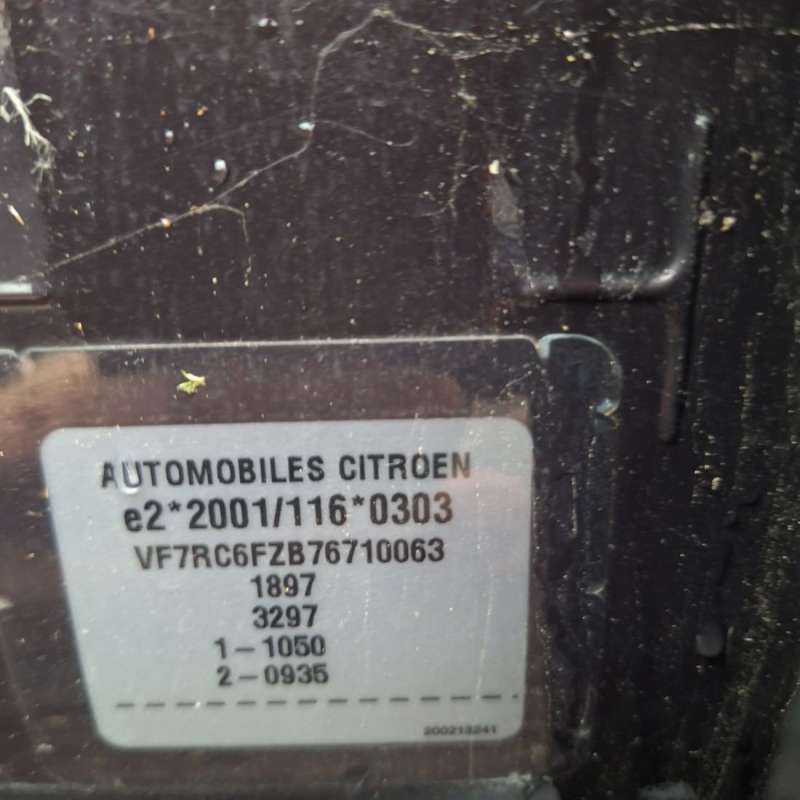 AUTOMOBILES CITROEN
e2*2001/116*0303
VF7RC6FZB76710063
1897
3297
1-1050
2-0935
200213241